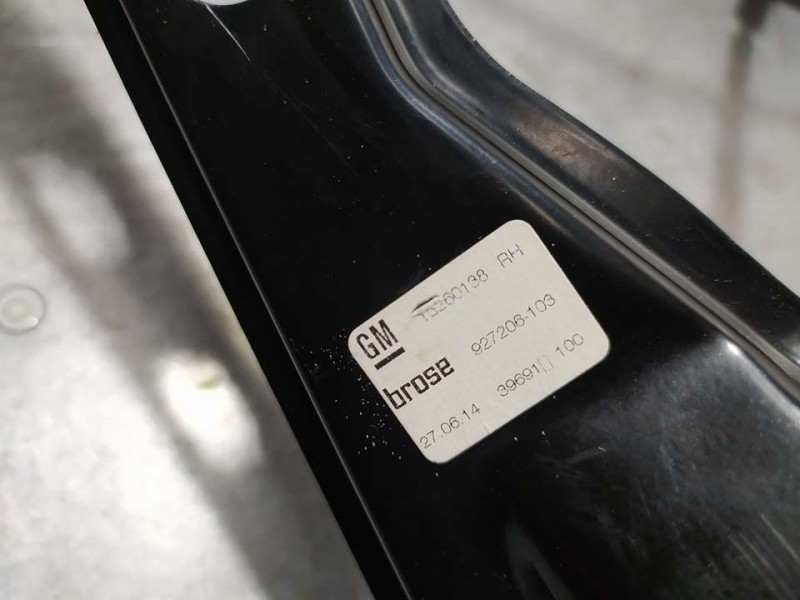 GM 13260138 RH
brose 927206-103
27.06.14 39691▯ 100